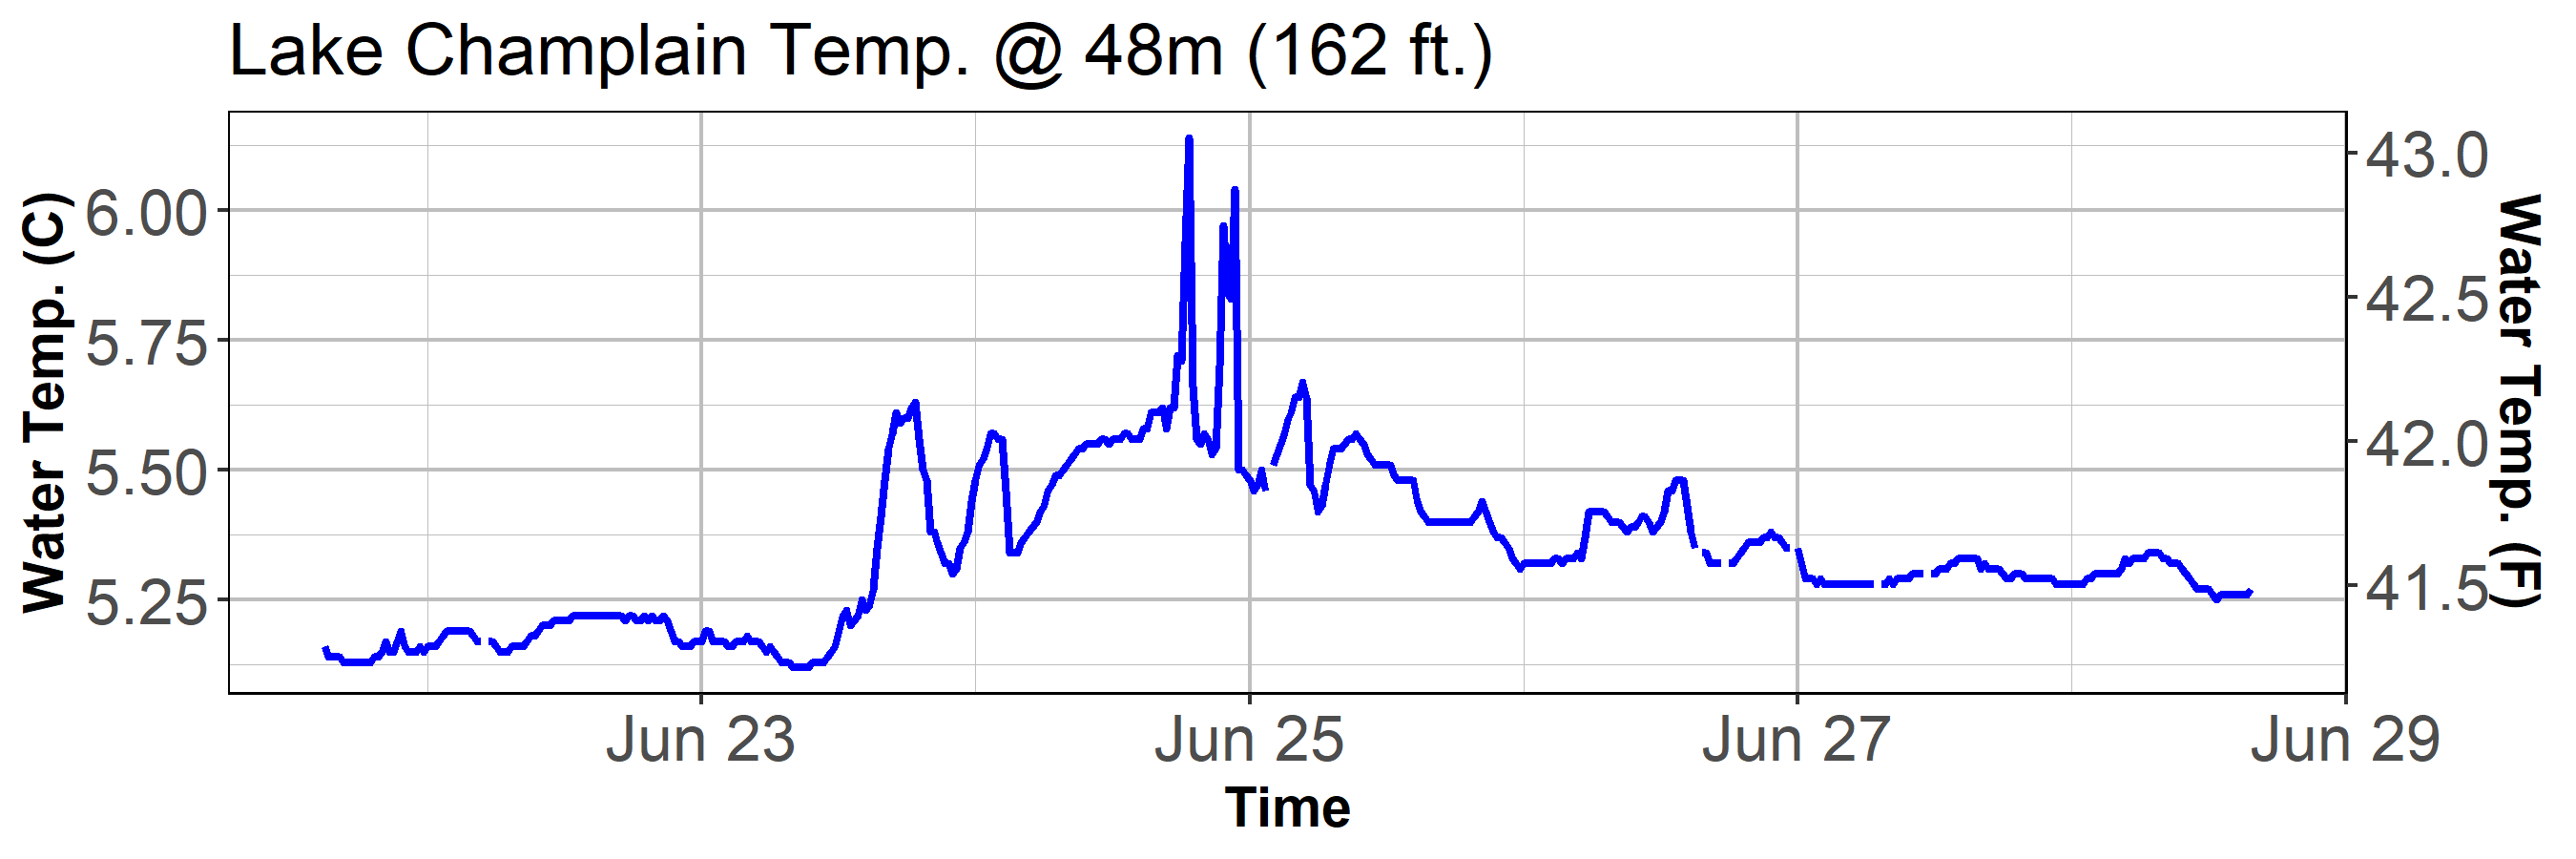 Lake Champlain Temp. @ 48m (162 ft.)
Water Temp. (C)
6.00
5.75
5.50
5.25
43.0
42.5
42.0
41.5
Water Temp. (F)
Jun 23 Jun 25 Jun 27 Jun 29
Time